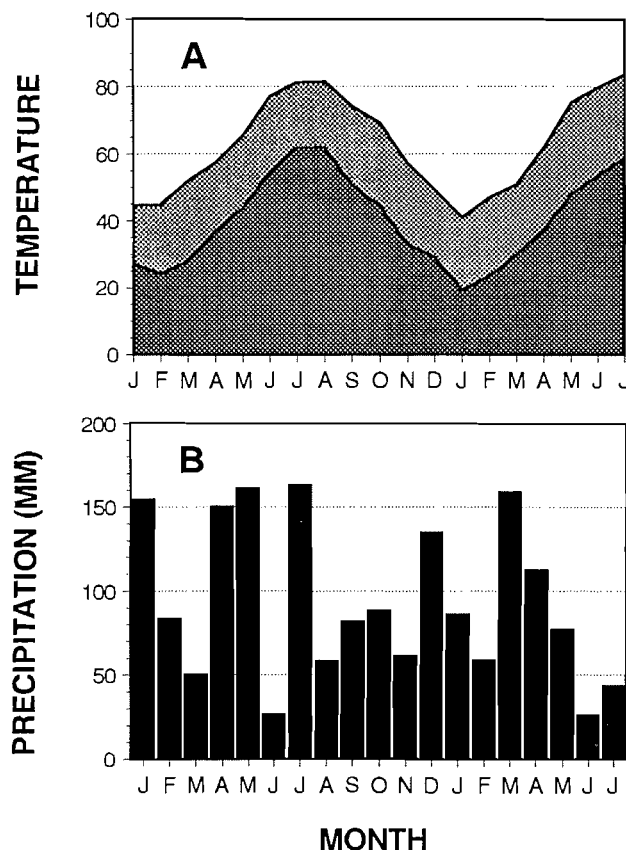 A
TEMPERATURE
100
80
60
40
20
0
J F M A M J J A S O N D J F M A M J J
B
PRECIPITATION (MM)
200
150
100
50
0
J F M A M J J A S O N D J F M A M J J
MONTH